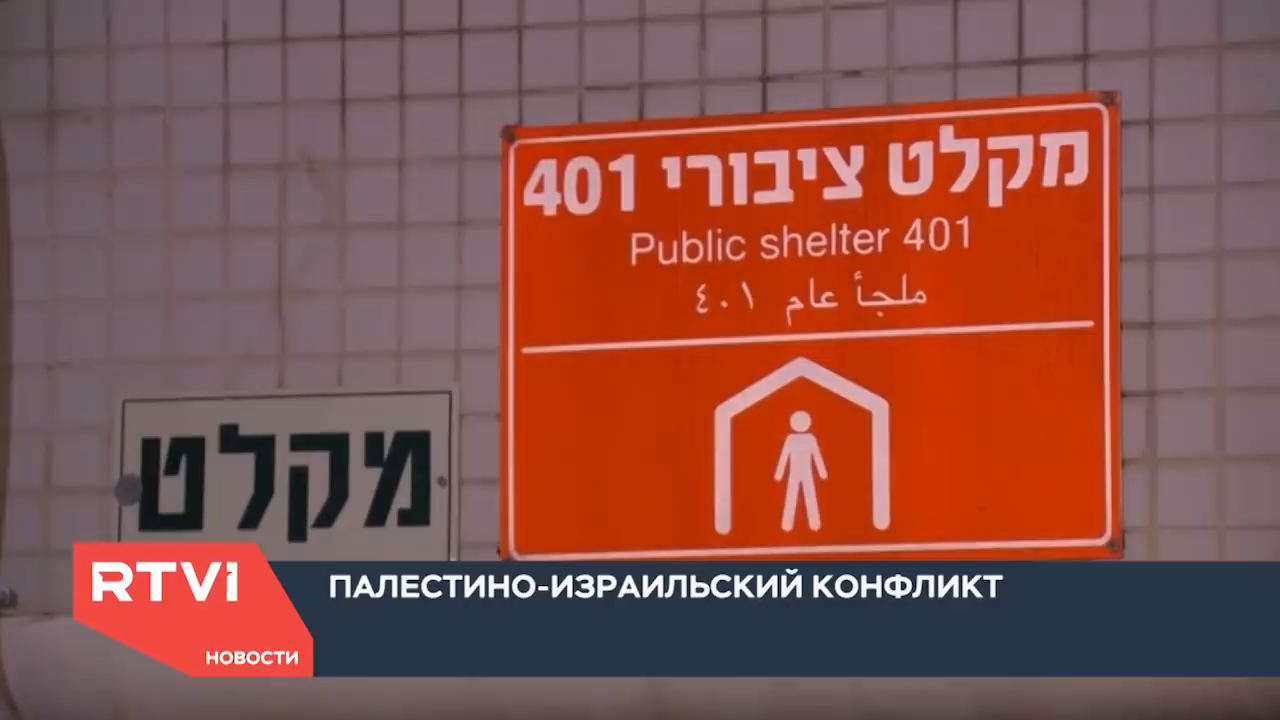 מקלט ציבורי 401
Public shelter 401
ملجأ عام ٤٠١
מקלט
RTVi
НОВОСТИ
ПАЛЕСТИНО-ИЗРАИЛЬСКИЙ КОНФЛИКТ